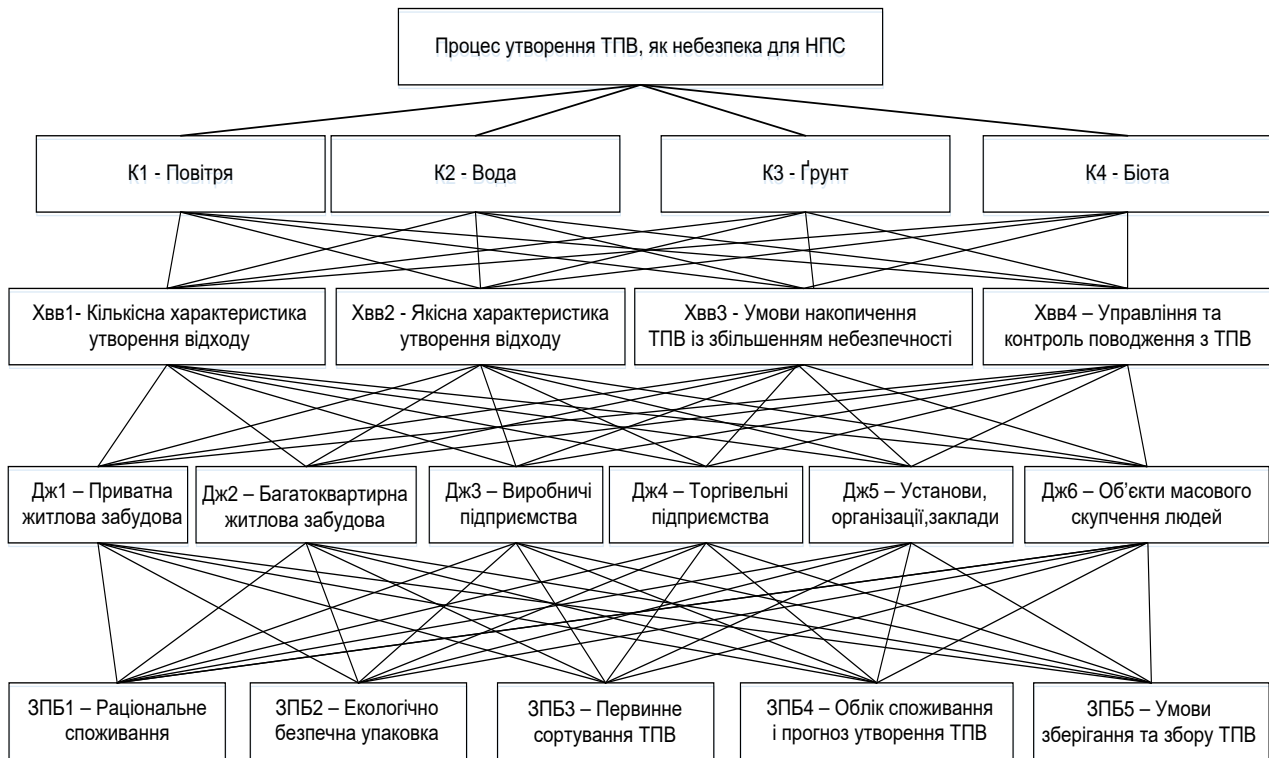 Процес утворення ТПВ, як небезпека для НПС
К1 - Повітря
К2 - Вода
К3 - Ґрунт
К4 - Біота
Хвв1- Кількісна характеристика
утворення відходу
Хвв2 - Якісна характеристика
утворення відходу
Хвв3 - Умови накопичення
ТПВ із збільшенням небезпечності
Хвв4 – Управління та
контроль поводження з ТПВ
Дж1 – Приватна
житлова забудова
Дж2 – Багатоквартирна
житлова забудова
Дж3 – Виробничі
підприємства
Дж4 – Торгівельні
підприємства
Дж5 – Установи,
організації,заклади
Дж6 – Об’єкти масового
скупчення людей
ЗПБ1 – Раціональне
споживання
ЗПБ2 – Екологічно
безпечна упаковка
ЗПБ3 – Первинне
сортування ТПВ
ЗПБ4 – Облік споживання
і прогноз утворення ТПВ
ЗПБ5 – Умови
зберігання та збору ТПВ